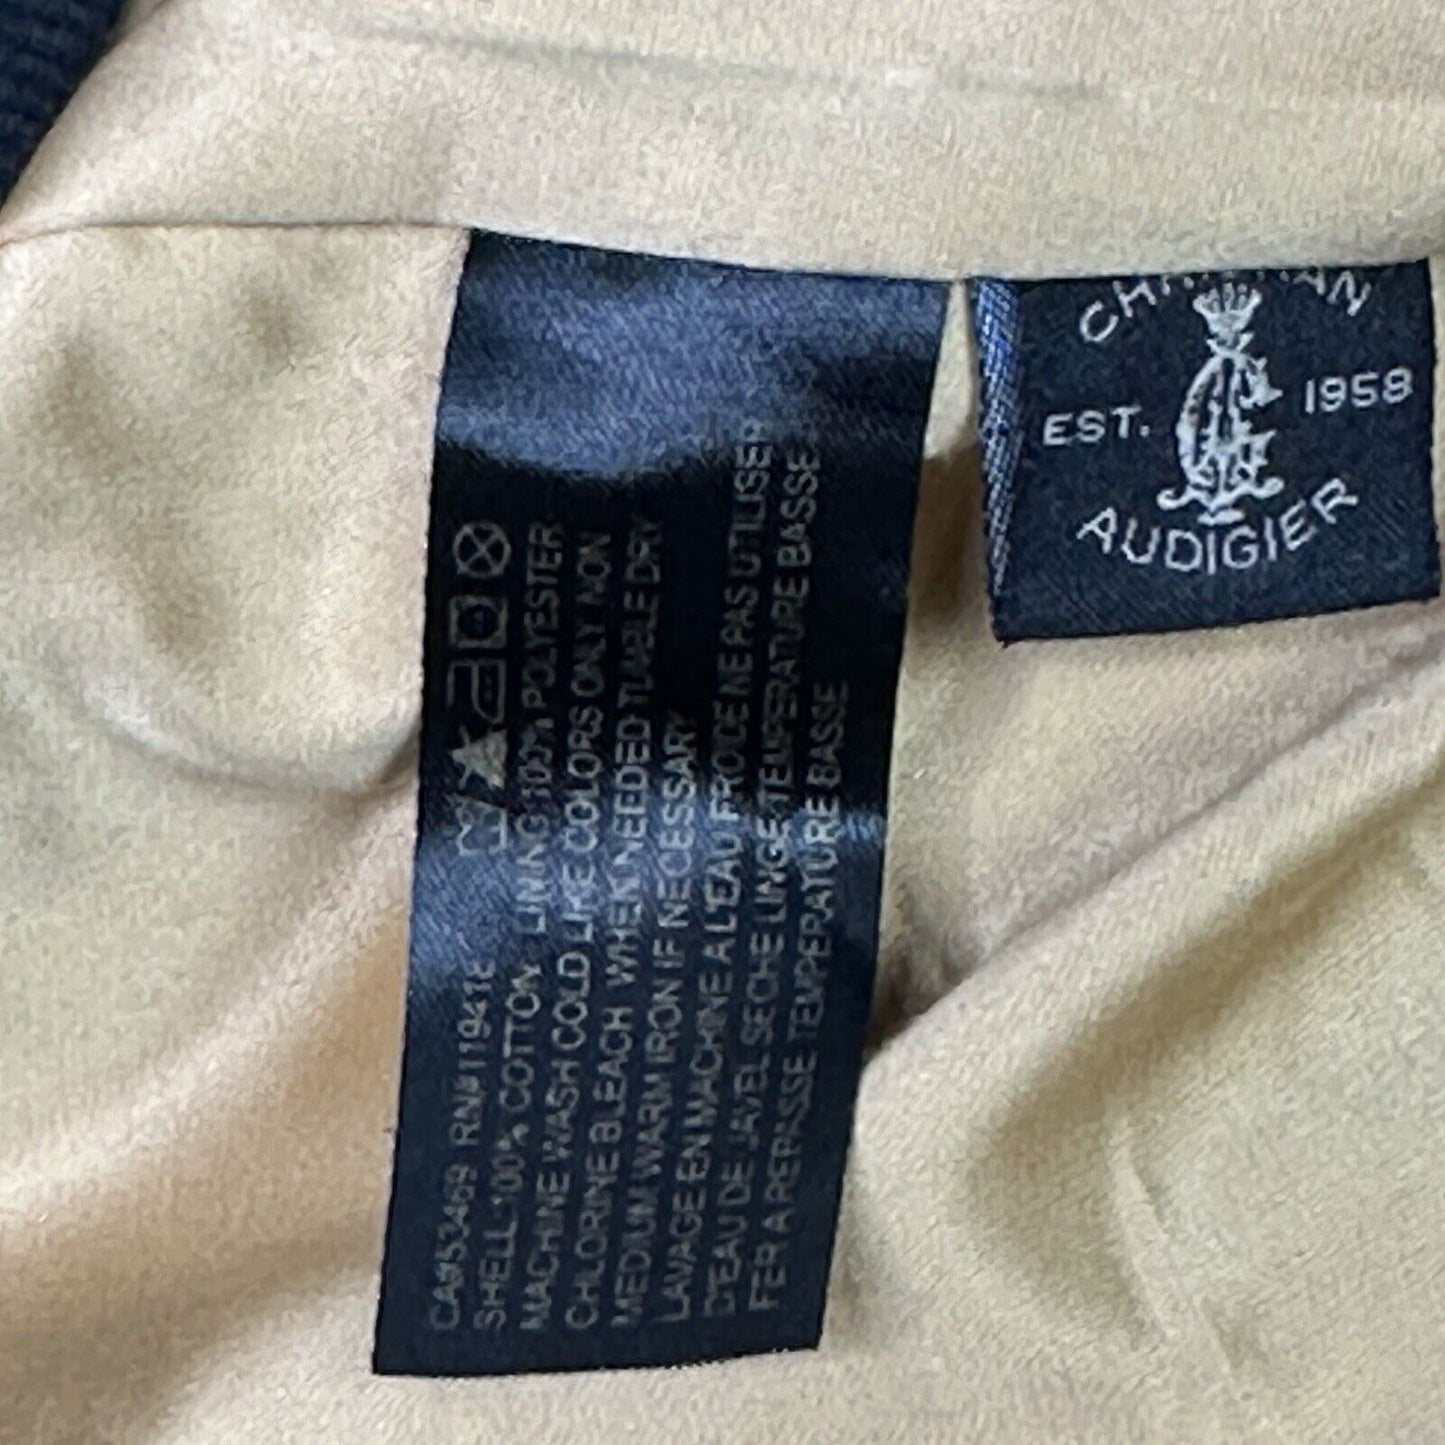 CA#53469 RN#119418
SHELL:100% COTTON LINING:100% POLYESTER
MACHINE WASH COLD LIKE COLORS ONLY NON
CHLORINE BLEACH WHEN NEEDED TUMBLE DRY
MEDIUM WARM IRON IF NECESSARY
LAVAGE EN MACHINE A L'EAU FROIDE NE PAS UTILISER
D'EAU DE JAVEL SECHE LINGE TEMPERATURE BASSE
FER A REPASSE TEMPERATURE BASSE
EST. 1958
AUDIGIER